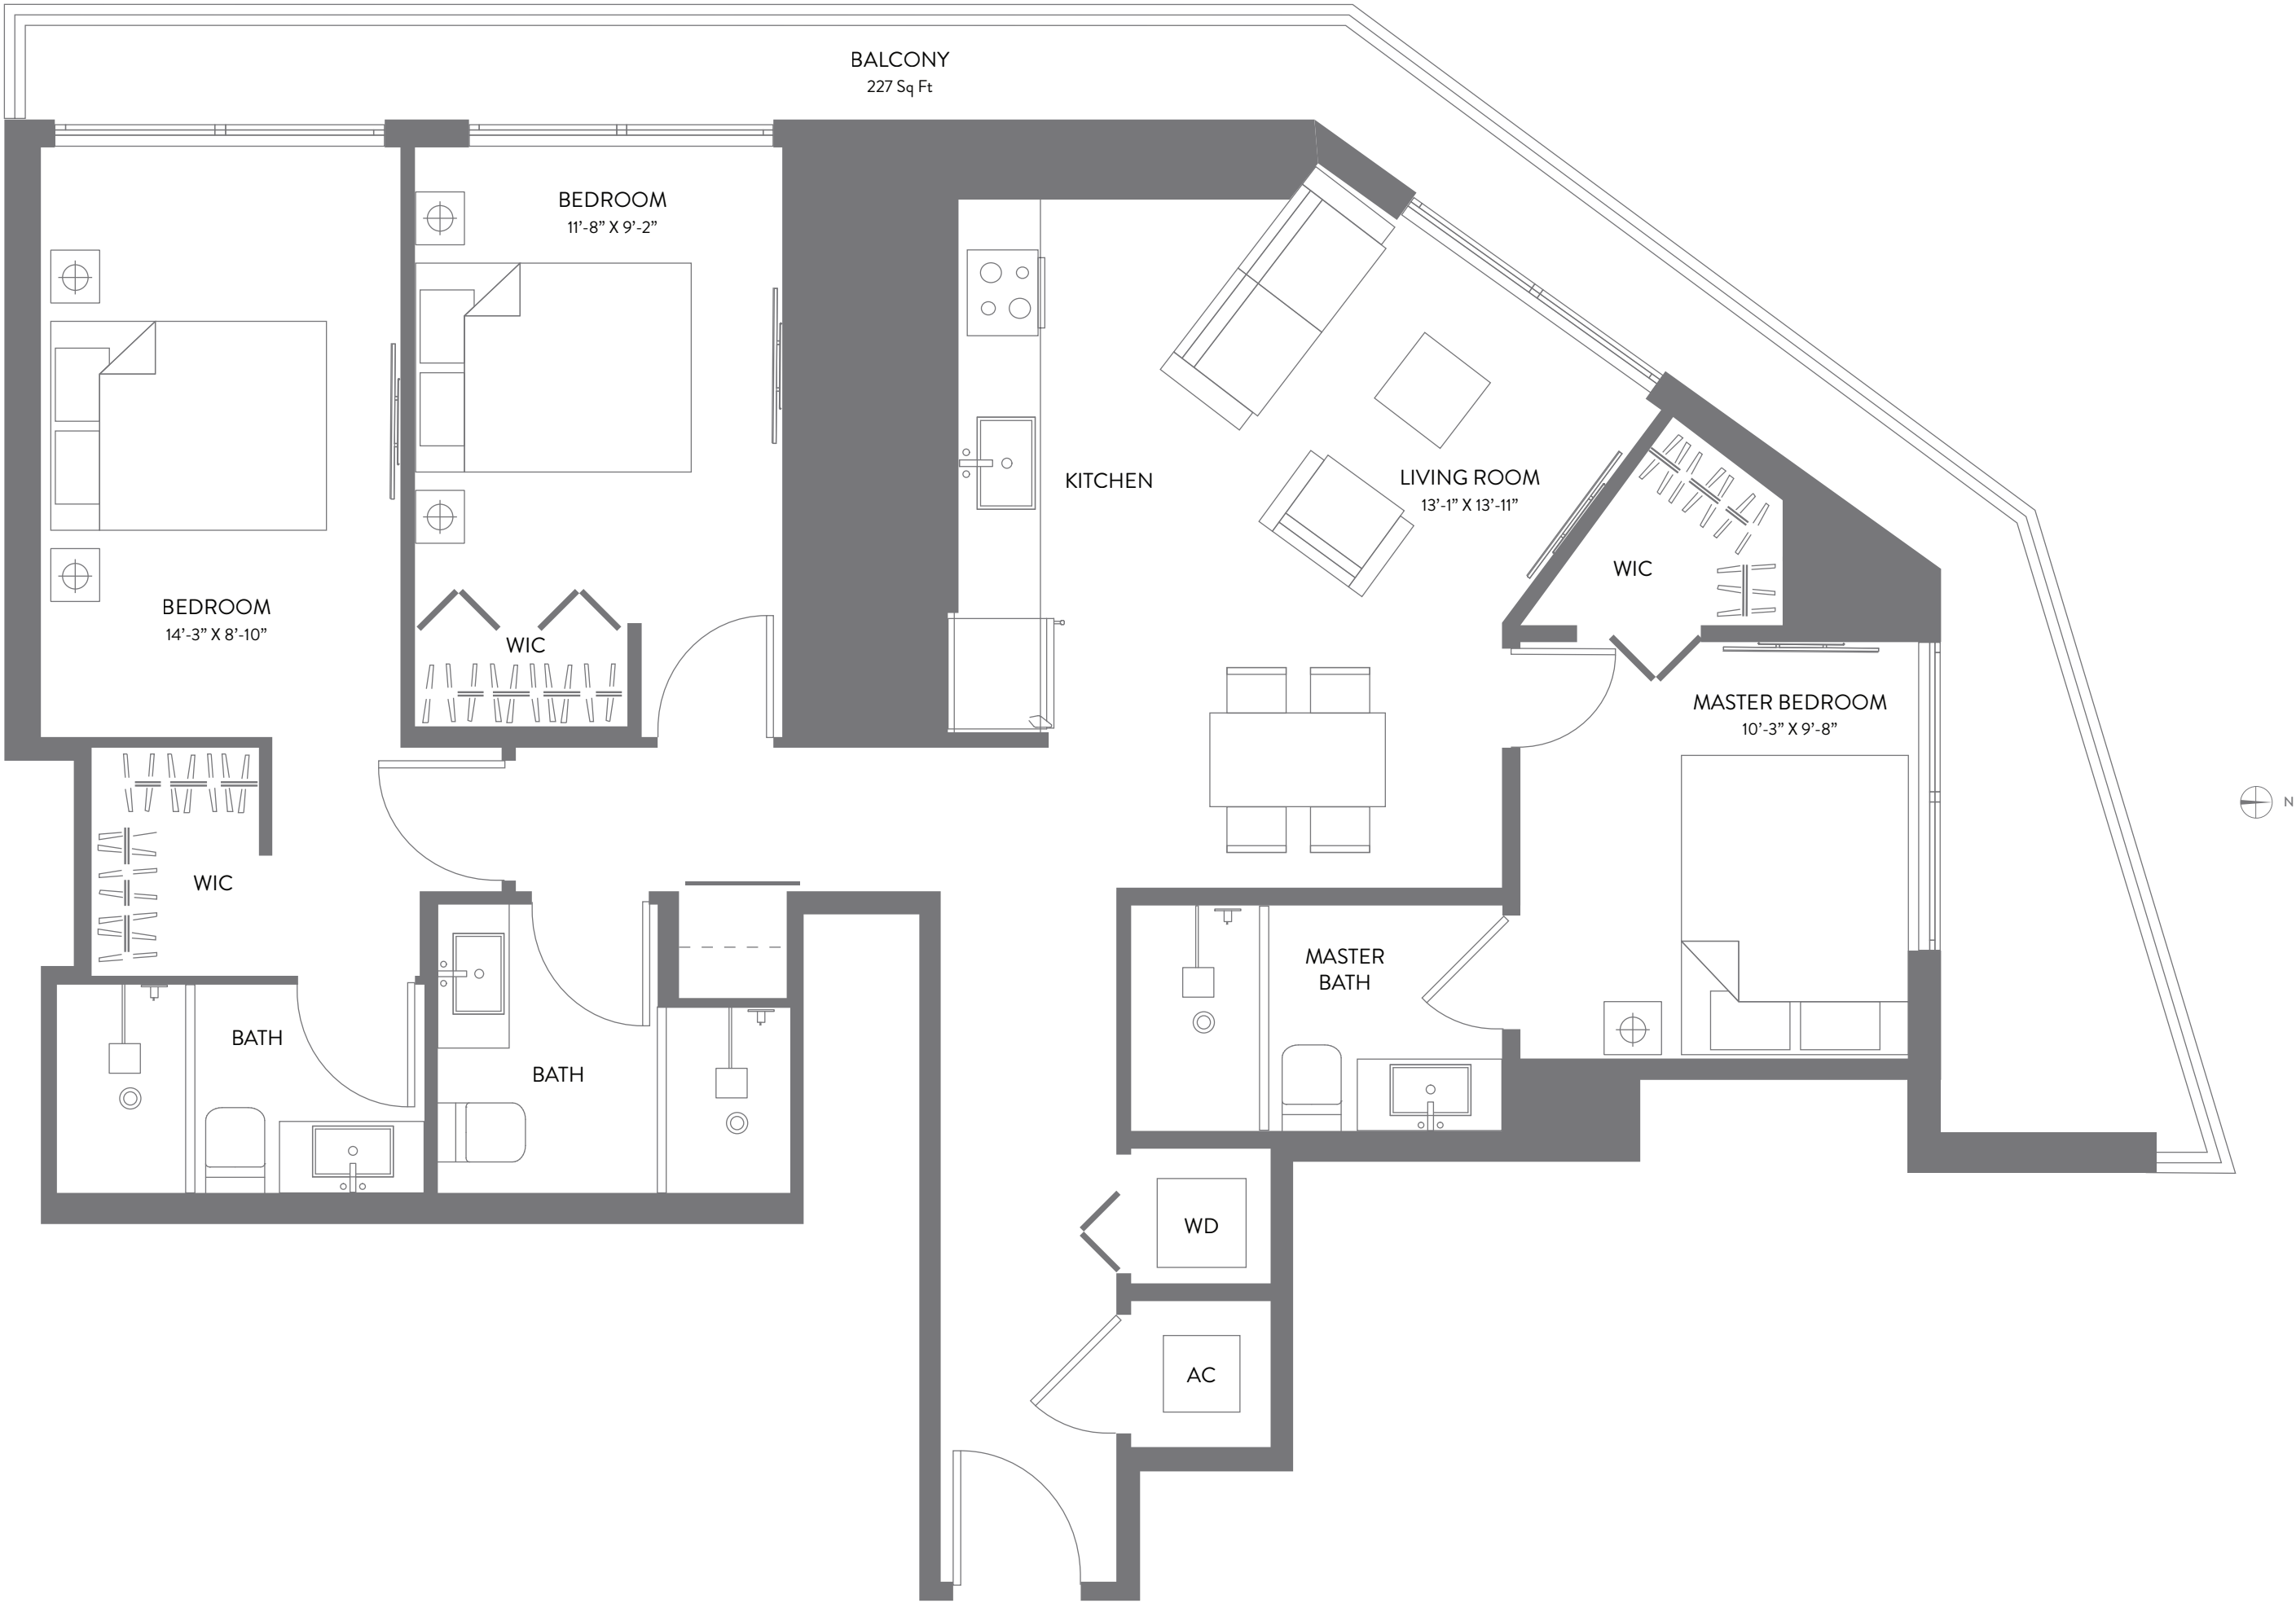 BALCONY
227 Sq Ft
BEDROOM
11’-8” X 9’-2”
KITCHEN
LIVING ROOM
13’-1” X 13’-11”
WIC
BEDROOM
14’-3” X 8’-10”
WIC
MASTER BEDROOM
10’-3” X 9’-8”
N
WIC
MASTER
BATH
BATH
BATH
WD
AC